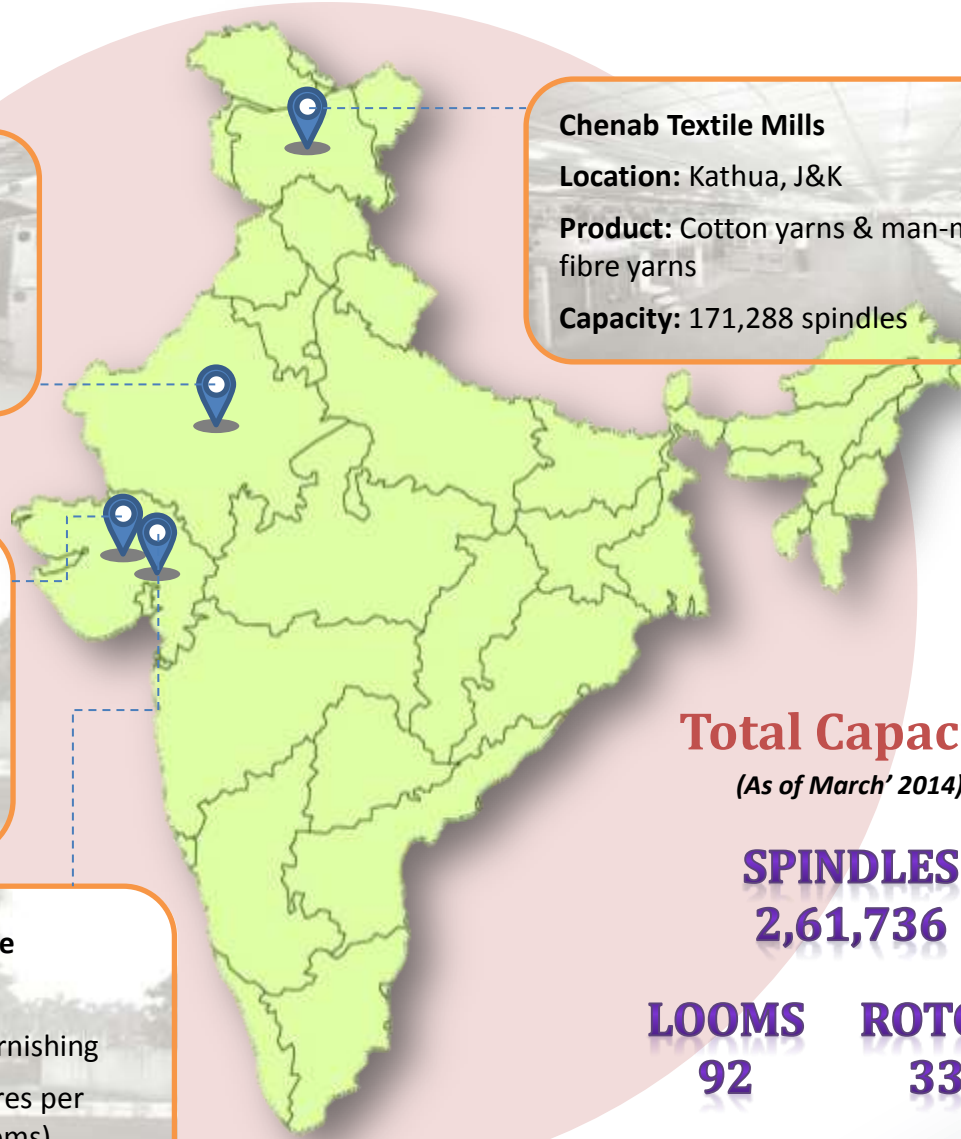 Chenab Textile Mills
Location: Kathua, J&K
Product: Cotton yarns & man-m
fibre yarns
Capacity: 171,288 spindles
Total Capac
(As of March' 2014)
SPINDLES
2,61,736
LOOMS ROTO
92 33
e
rnishing
res per
oms)